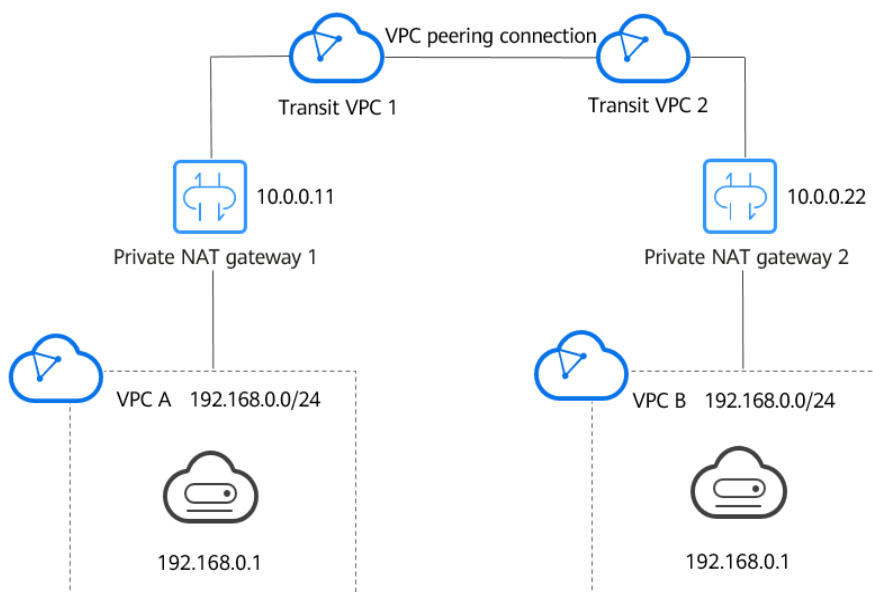 VPC peering connection
Transit VPC 1
Transit VPC 2
10.0.0.11
10.0.0.22
Private NAT gateway 1
Private NAT gateway 2
VPC A 192.168.0.0/24
VPC B 192.168.0.0/24
192.168.0.1
192.168.0.1